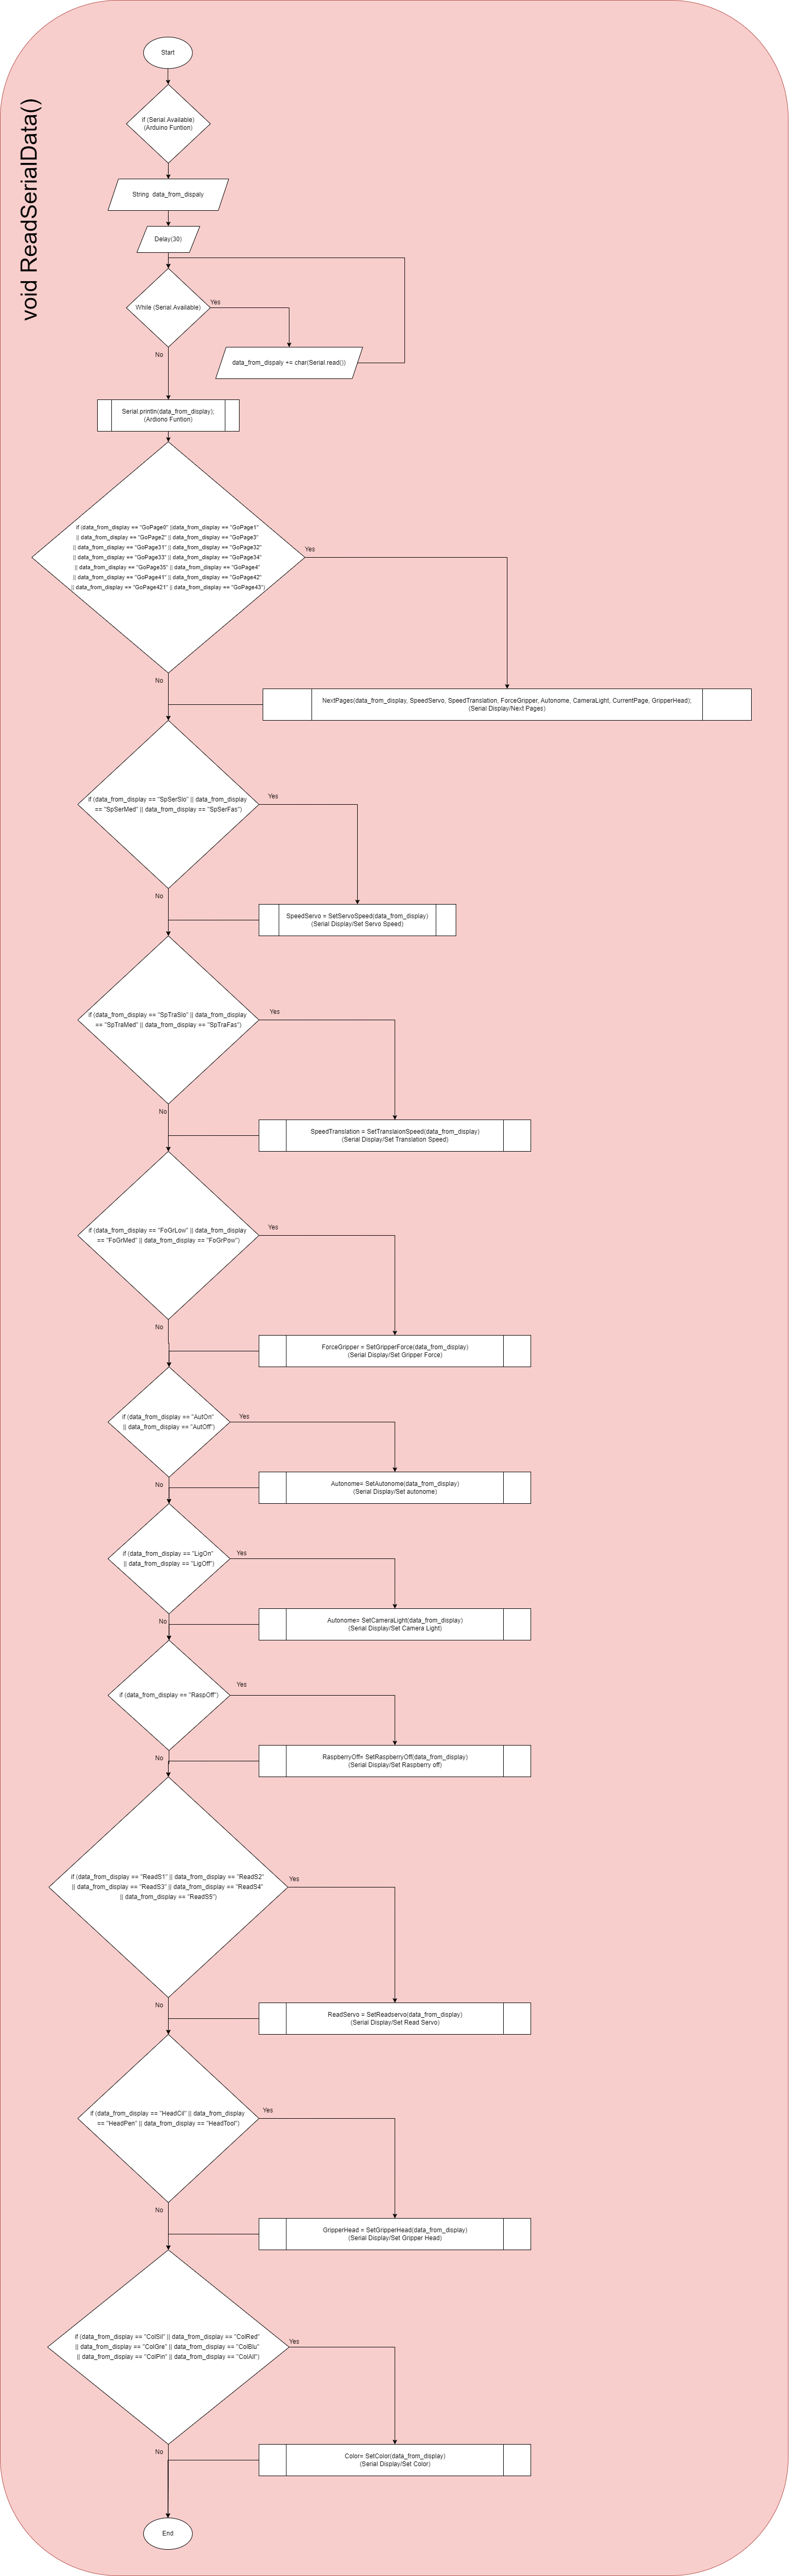 void ReadSerialData()
Start
if (Serial.Available)
(Arduino Funtion)
String  data_from_dispaly
Delay(30)
While (Serial.Available)
Yes
data_from_dispaly += char(Serial.read())
No
Serial.println(data_from_display);
(Ardiono Funtion)
if (data_from_display == "GoPage0" ||data_from_display == "GoPage1"
|| data_from_display == "GoPage2" || data_from_display == "GoPage3"
|| data_from_display == "GoPage31" || data_from_display == "GoPage32"
|| data_from_display == "GoPage33" || data_from_display == "GoPage34"
|| data_from_display == "GoPage35" || data_from_display == "GoPage4"
|| data_from_display == "GoPage41" || data_from_display == "GoPage42"
|| data_from_display == "GoPage421" || data_from_display == "GoPage43")
Yes
No
NextPages(data_from_display, SpeedServo, SpeedTranslation, ForceGripper, Autonome, CameraLight, CurrentPage, GripperHead);
(Serial Display/Next Pages)
if (data_from_display == "SpSerSlo" || data_from_display
== "SpSerMed" || data_from_display == "SpSerFas")
Yes
No
SpeedServo = SetServoSpeed(data_from_display)
(Serial Display/Set Servo Speed)
if (data_from_display == "SpTraSlo" || data_from_display
== "SpTraMed" || data_from_display == "SpTraFas")
Yes
No
SpeedTranslation = SetTranslaionSpeed(data_from_display)
(Serial Display/Set Translation Speed)
if (data_from_display == "FoGrLow" || data_from_display
== "FoGrMed" || data_from_display == "FoGrPow")
Yes
No
ForceGripper = SetGripperForce(data_from_display)
(Serial Display/Set Gripper Force)
if (data_from_display == "AutOn"
|| data_from_display == "AutOff")
Yes
No
Autonome= SetAutonome(data_from_display)
(Serial Display/Set autonome)
if (data_from_display == "LigOn"
|| data_from_display == "LigOff")
Yes
No
Autonome= SetCameraLight(data_from_display)
(Serial Display/Set Camera Light)
if (data_from_display == "RaspOff")
Yes
No
RaspberryOff= SetRaspberryOff(data_from_display)
(Serial Display/Set Raspberry off)
if (data_from_display == "ReadS1" || data_from_display == "ReadS2"
|| data_from_display == "ReadS3" || data_from_display == "ReadS4"
|| data_from_display == "ReadS5")
Yes
No
ReadServo = SetReadservo(data_from_display)
(Serial Display/Set Read Servo)
if (data_from_display == "HeadCil" || data_from_display
== "HeadPen" || data_from_display == "HeadTool")
Yes
No
GripperHead = SetGripperHead(data_from_display)
(Serial Display/Set Gripper Head)
if (data_from_display == "ColSil" || data_from_display == "ColRed"
|| data_from_display == "ColGre" || data_from_display == "ColBlu"
|| data_from_display == "ColPin" || data_from_display == "ColAll")
Yes
No
Color= SetColor(data_from_display)
(Serial Display/Set Color)
End